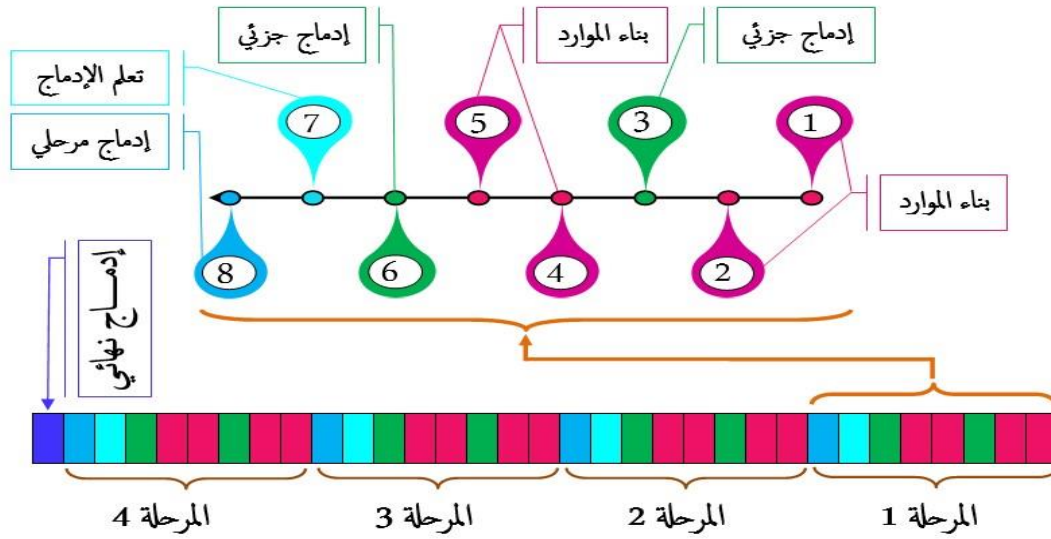 إدماج جزئي
بناء الموارد
إدماج جزئي
تعلم الإدماج
إدماج مرحلي
1
3
5
7
بناء الموارد
2
4
6
8
إدمــاج نهائي
المرحلة 1
المرحلة 2
المرحلة 3
المرحلة 4